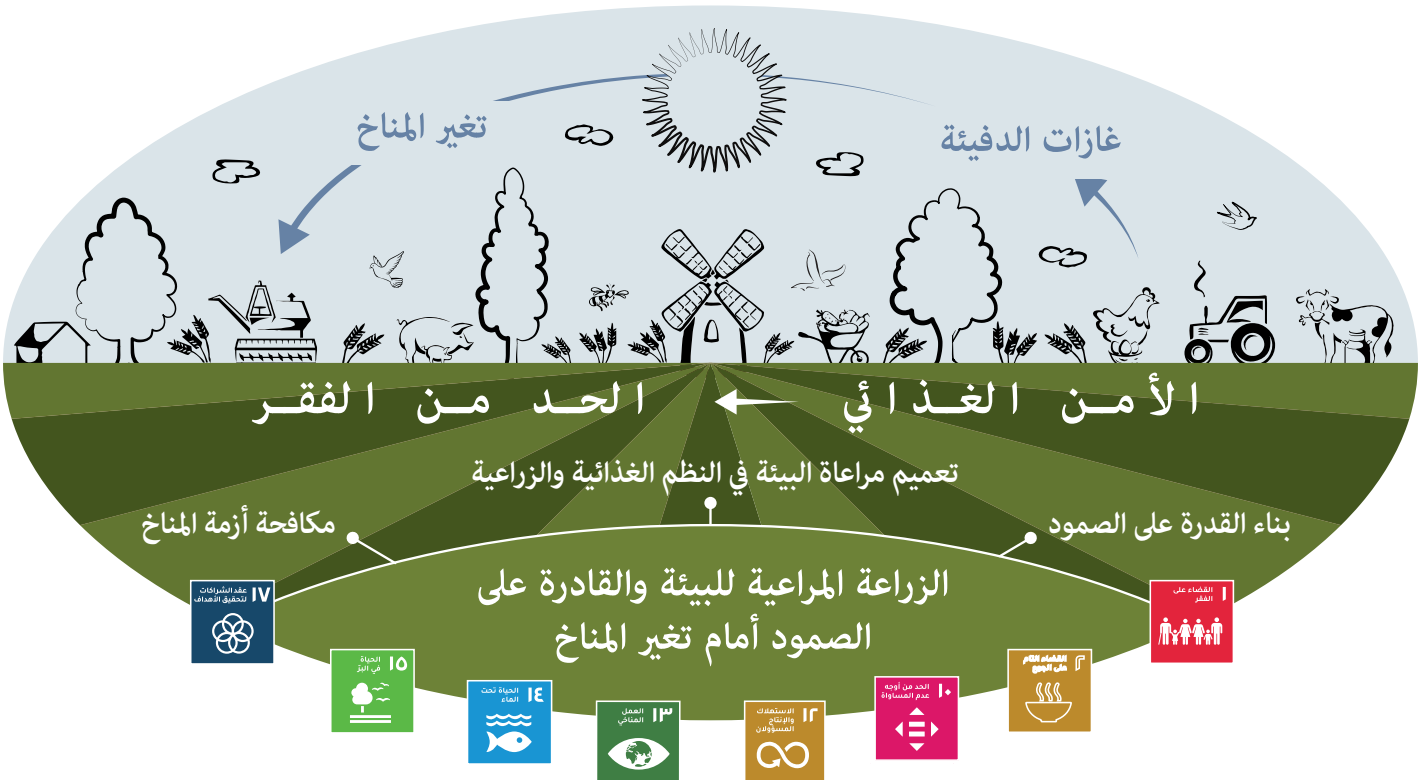 غازات الدفيئة
تغير المناخ
الأمن الغذائي
الحد من الفقر
تعميم مراعاة البيئة في النظم الغذائية والزراعية
بناء القدرة على الصمود
مكافحة أزمة المناخ
الزراعة المراعية للبيئة والقادرة على
الصمود أمام تغير المناخ
١ القضاء على
الفقر
٢ القضاء التام
على الجوع
١٠ الحد من أوجه
عدم المساواة
١٢ الاستهلاك
والإنتاج
المسؤولان
١٣ العمل
المناخي
١٤ الحياة تحت
الماء
١٥ الحياة
في البرّ
١٧ عقد الشراكات
لتحقيق الأهداف